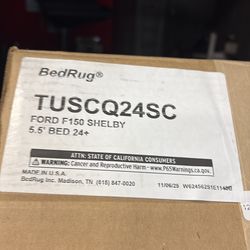 BedRug®
TUSCQ24SC
FORD F150 SHELBY
5.5' BED 24+
ATTN: STATE OF CALIFORNIA CONSUMERS
WARNING: Cancer and Reproductive Harm - www.P65Warnings.ca.gov.
MADE IN U.S.A.
BedRug Inc. Madison, TN (615) 847-0020
11/06/25